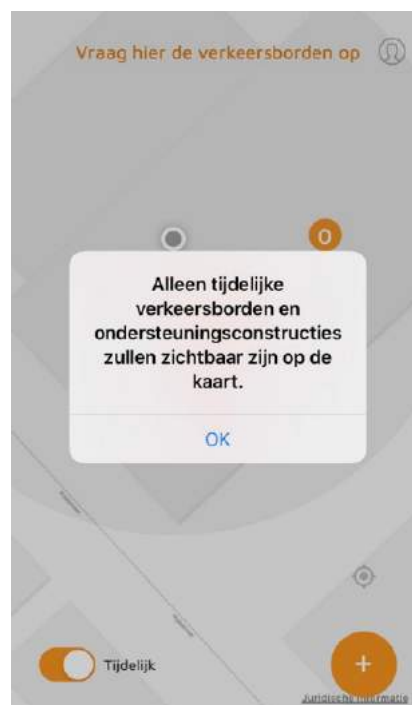 Vraag hier de verkeersborden op
O
Alleen tijdelijke
verkeersborden en
ondersteuningsconstructies
zullen zichtbaar zijn op de
kaart.
OK
Tijdelijk
+
Juridische informatie